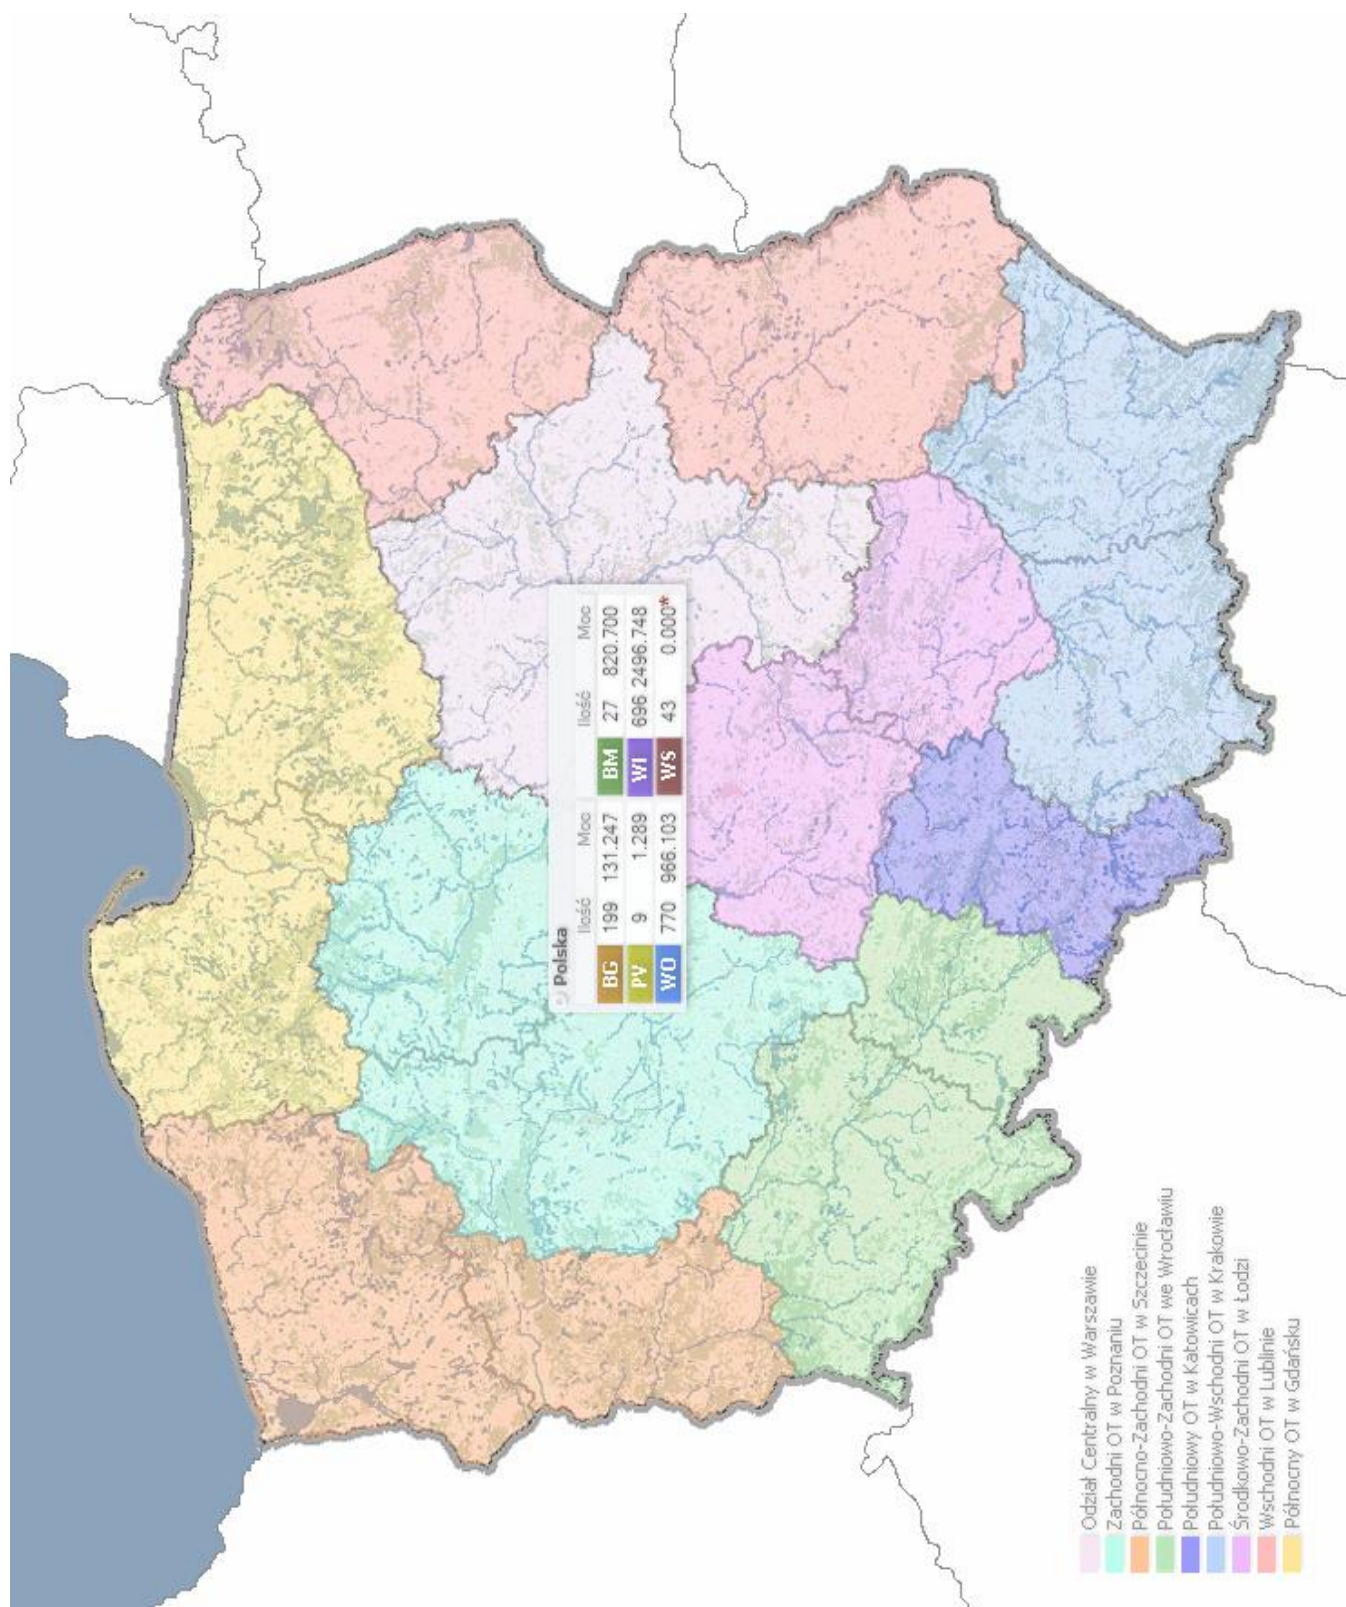 Polska
Ilość Moc Ilość Moc
BG 199 131.247 BM 27 820.700
PV 9 1.289 WI 696 2496.748
WO 770 966.103 WS 43 0.000*
Odział Centralny w Warszawie
Zachodni OT w Poznaniu
Północno-Zachodni OT w Szczecinie
Południowo-Zachodni OT we Wrocławiu
Południowy OT w Katowicach
Południowo-Wschodni OT w Krakowie
Środkowo-Zachodni OT w Łodzi
Wschodni OT w Lublinie
Północny OT w Gdańsku